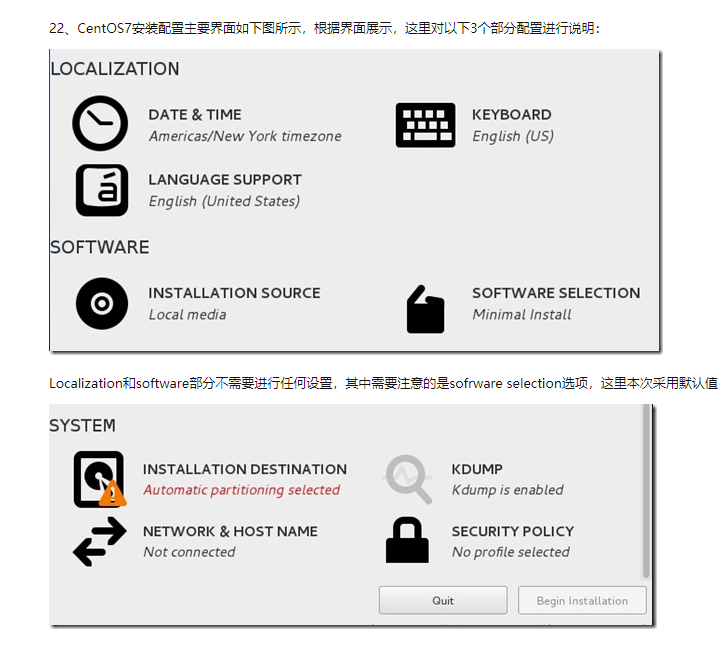 22、CentOS7安装配置主要界面如下图所示，根据界面展示，这里对以下3个部分配置进行说明：
LOCALIZATION
DATE & TIME
Americas/New York timezone
KEYBOARD
English (US)
LANGUAGE SUPPORT
English (United States)
SOFTWARE
INSTALLATION SOURCE
Local media
SOFTWARE SELECTION
Minimal Install
Localization和software部分不需要进行任何设置，其中需要注意的是sofrware selection选项，这里本次采用默认值
SYSTEM
INSTALLATION DESTINATION
Automatic partitioning selected
KDUMP
Kdump is enabled
NETWORK & HOST NAME
Not connected
SECURITY POLICY
No profile selected
Quit
Begin Installation